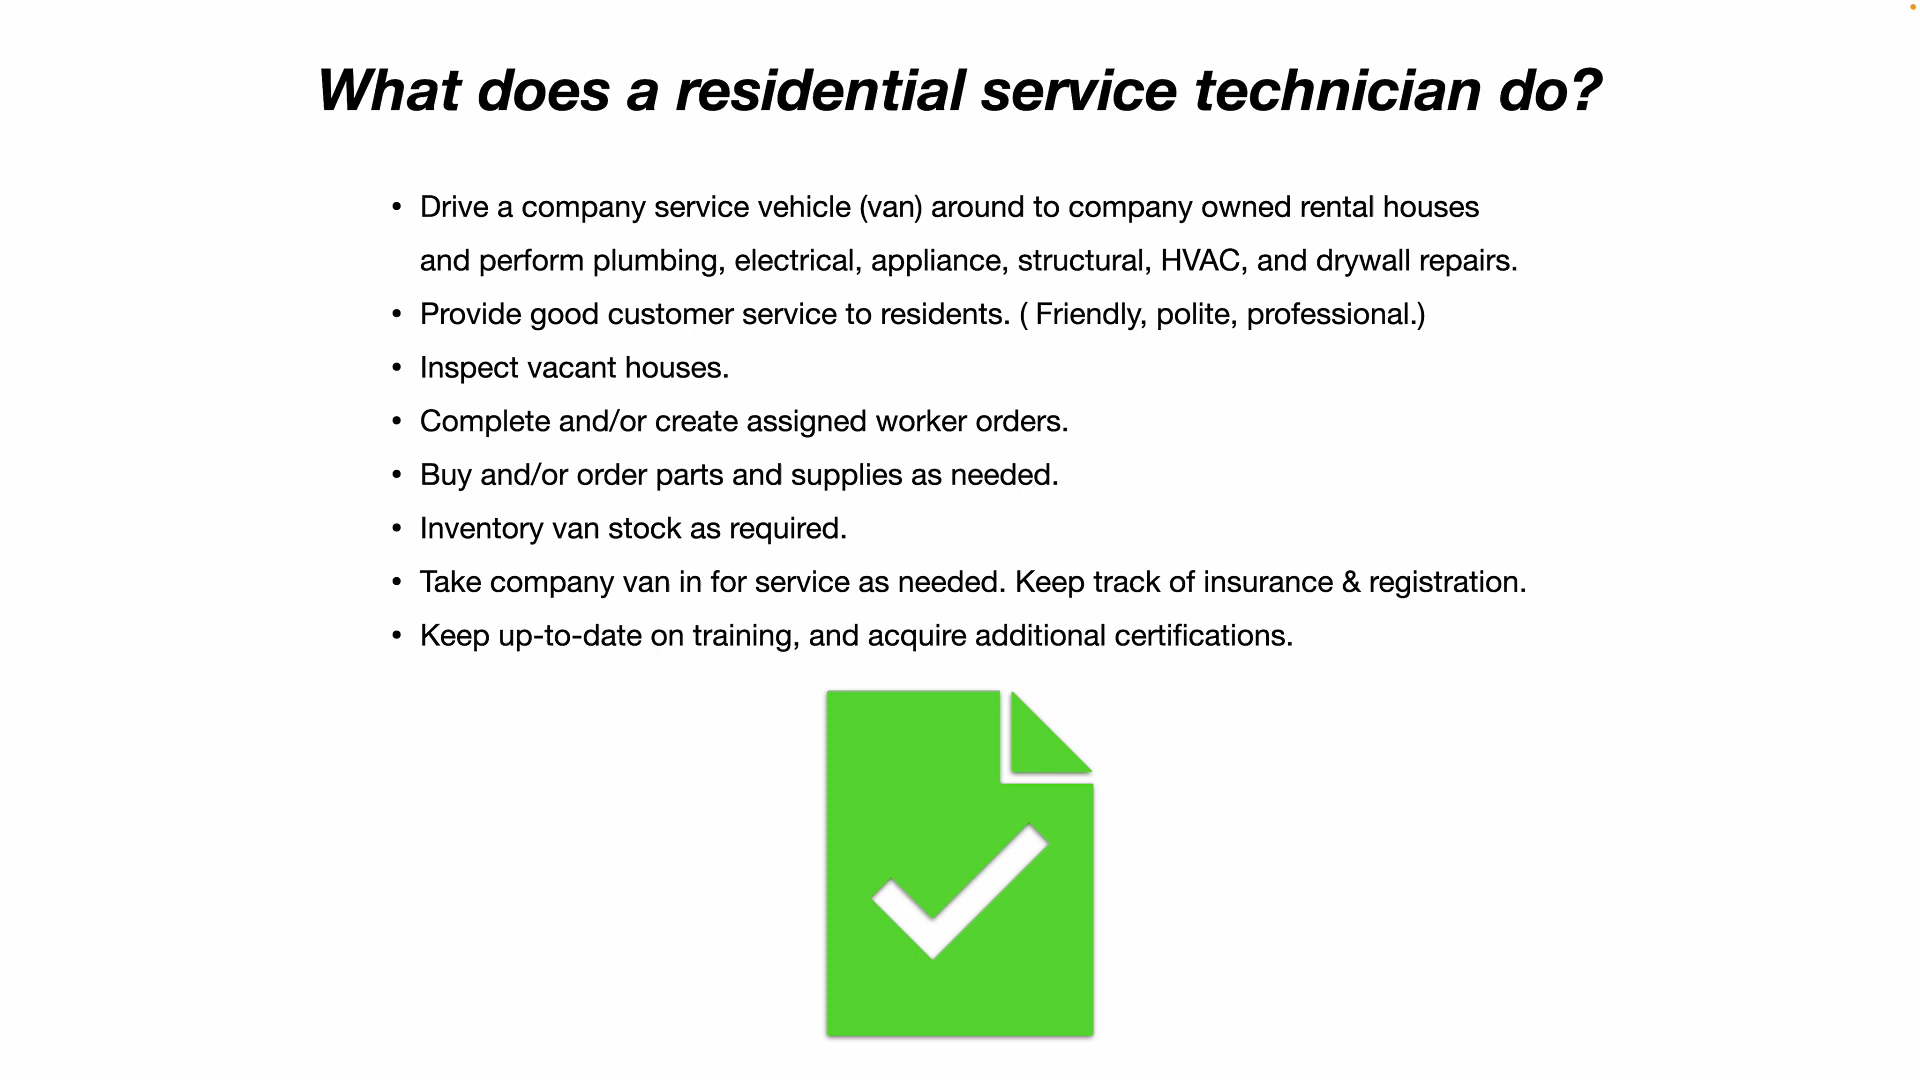 What does a residential service technician do?
• Drive a company service vehicle (van) around to company owned rental houses
and perform plumbing, electrical, appliance, structural, HVAC, and drywall repairs.
• Provide good customer service to residents. ( Friendly, polite, professional.)
• Inspect vacant houses.
• Complete and/or create assigned worker orders.
• Buy and/or order parts and supplies as needed.
• Inventory van stock as required.
• Take company van in for service as needed. Keep track of insurance & registration.
• Keep up-to-date on training, and acquire additional certifications.